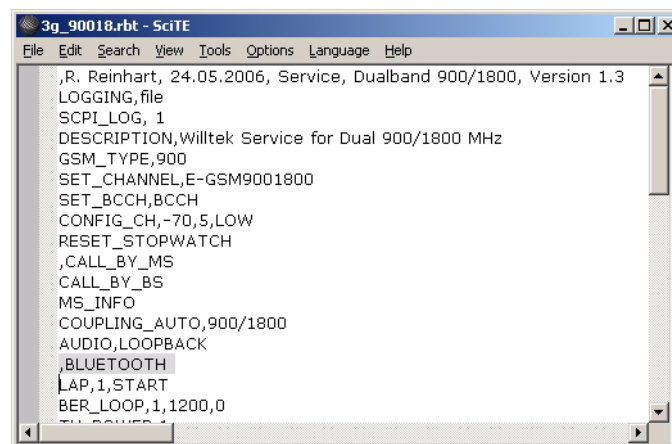 3g_90018.rbt - SciTE
File Edit Search View Tools Options Language Help
,R. Reinhart, 24.05.2006, Service, Dualband 900/1800, Version 1.3
LOGGING,file
SCPI_LOG, 1
DESCRIPTION,Willtek Service for Dual 900/1800 MHz
GSM_TYPE,900
SET_CHANNEL,E-GSM9001800
SET_BCCH,BCCH
CONFIG_CH,-70,5,LOW
RESET_STOPWATCH
,CALL_BY_MS
CALL_BY_BS
MS_INFO
COUPLING_AUTO,900/1800
AUDIO,LOOPBACK
,BLUETOOTH
LAP,1,START
BER_LOOP,1,1200,0